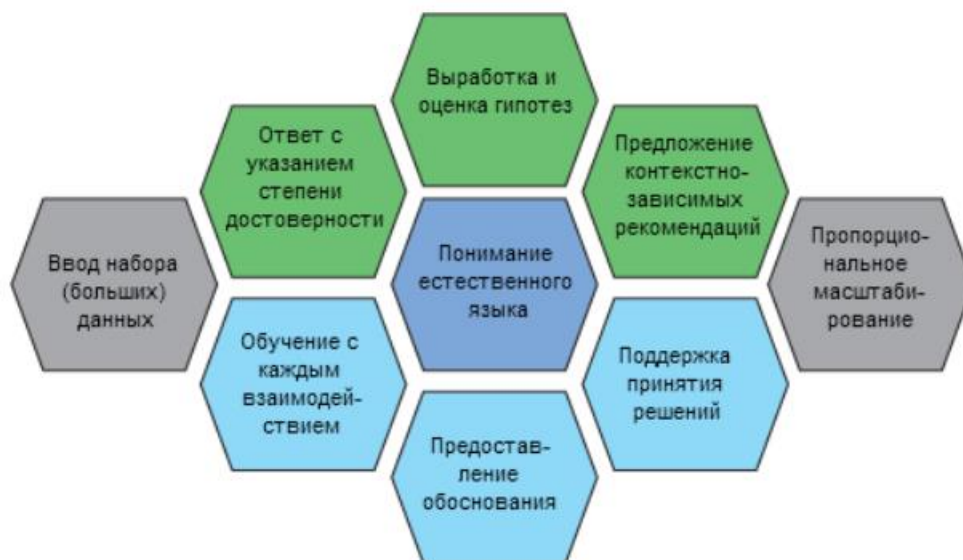 Выработка и
оценка гипотез
Ответ с
указанием
степени
достоверности
Предложение
контекстно-
зависимых
рекомендаций
Ввод набора
(больших)
данных
Понимание
естественного
языка
Пропорцио-
нальное
масштаби-
рование
Обучение с
каждым
взаимодей-
ствием
Поддержка
принятия
решений
Предостав-
ление
обоснования